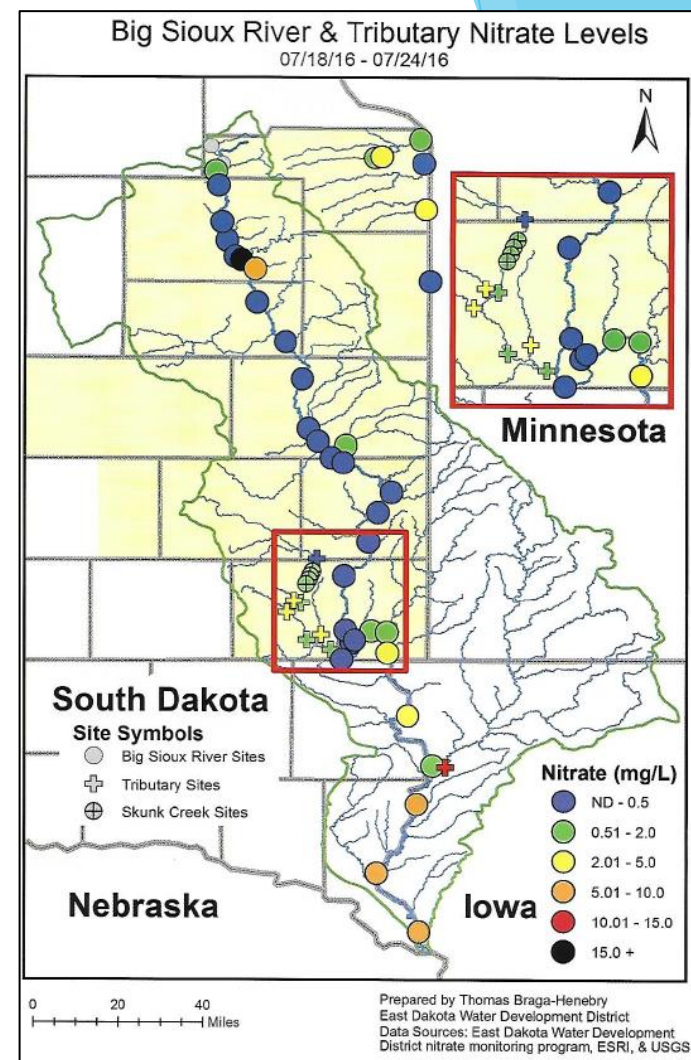 Big Sioux River & Tributary Nitrate Levels
07/18/16 - 07/24/16
N
Minnesota
South Dakota
Site Symbols
Big Sioux River Sites
Tributary Sites
Skunk Creek Sites
Nitrate (mg/L)
ND - 0.5
0.51 - 2.0
2.01 - 5.0
5.01 - 10.0
10.01 - 15.0
15.0 +
Nebraska
Iowa
0 20 40
Miles
Prepared by Thomas Braga-Henebry
East Dakota Water Development District
Data Sources: East Dakota Water Development
District nitrate monitoring program, ESRI, & USGS